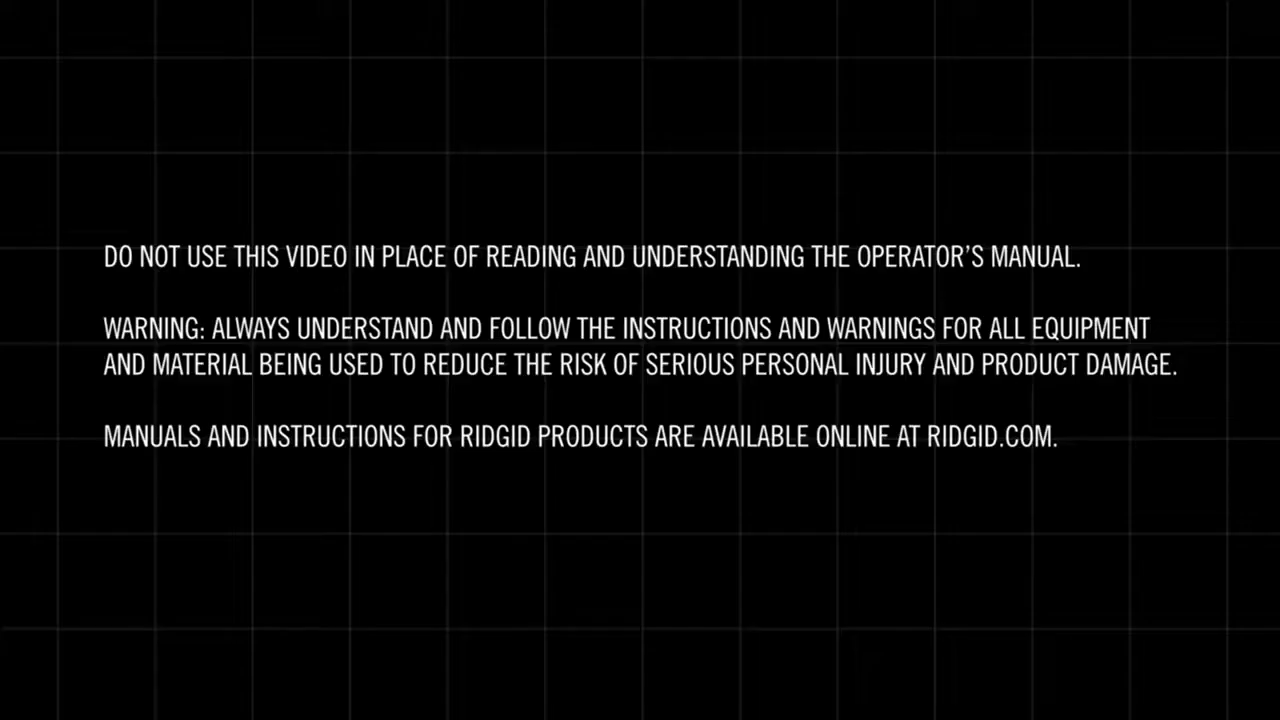 DO NOT USE THIS VIDEO IN PLACE OF READING AND UNDERSTANDING THE OPERATOR'S MANUAL.
WARNING: ALWAYS UNDERSTAND AND FOLLOW THE INSTRUCTIONS AND WARNINGS FOR ALL EQUIPMENT
AND MATERIAL BEING USED TO REDUCE THE RISK OF SERIOUS PERSONAL INJURY AND PRODUCT DAMAGE.
MANUALS AND INSTRUCTIONS FOR RIDGID PRODUCTS ARE AVAILABLE ONLINE AT RIDGID.COM.